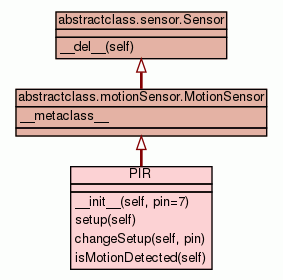 abstractclass.sensor.Sensor
__del__(self)
abstractclass.motionSensor.MotionSensor
__metaclass__
PIR
__init__(self, pin=7)
setup(self)
changeSetup(self, pin)
isMotionDetected(self)